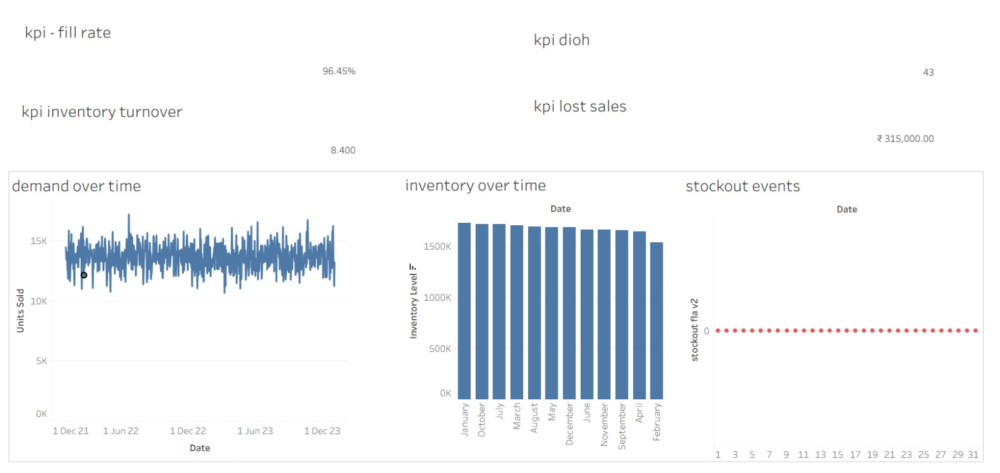 kpi - fill rate
96.45%
kpi dioh
43
kpi inventory turnover
8.400
kpi lost sales
₹ 315,000.00
demand over time
Units Sold
15K
10K
5K
0K
1 Dec 21 1 Jun 22 1 Dec 22 1 Jun 23 1 Dec 23
Date
inventory over time
Date
Inventory Level
1500K
1000K
500K
0K
January
October
July
March
August
May
December
June
November
September
April
February
stockout events
Date
stockout fla v2
0
1 3 5 7 9 11 13 15 17 19 21 23 25 27 29 31